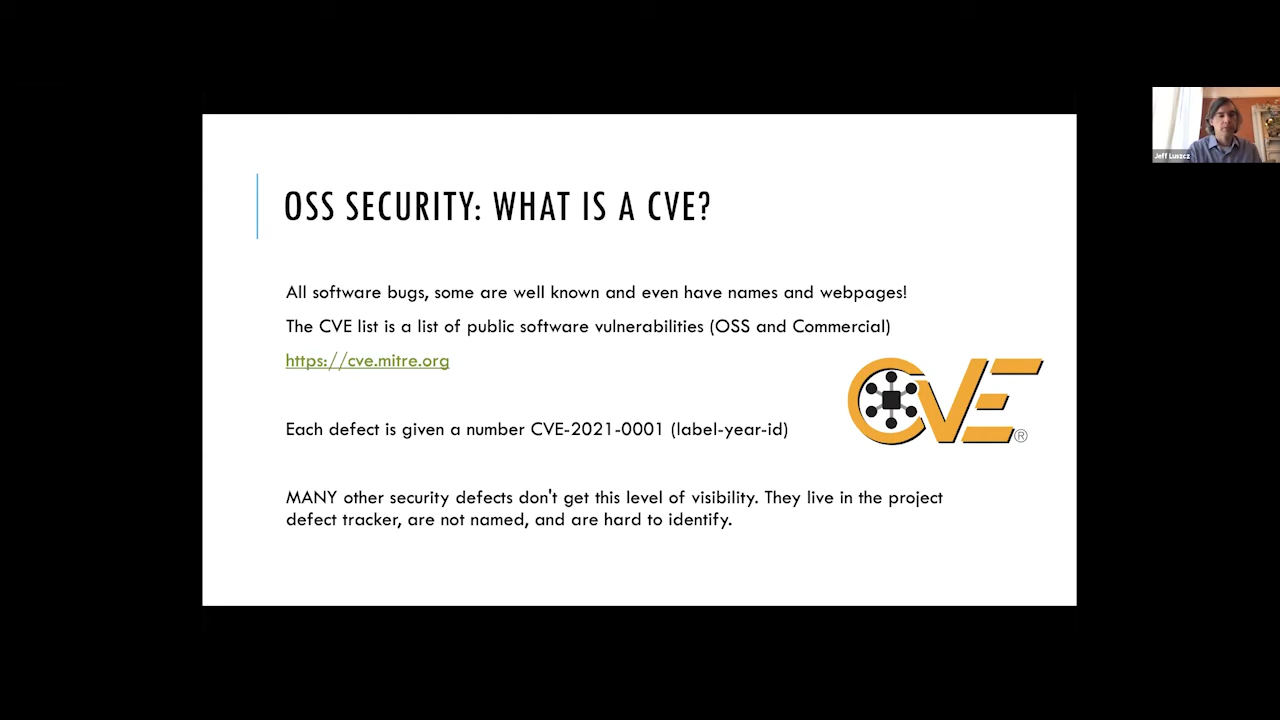 OSS SECURITY: WHAT IS A CVE?
All software bugs, some are well known and even have names and webpages!
The CVE list is a list of public software vulnerabilities (OSS and Commercial)
https://cve.mitre.org
CVE®
Each defect is given a number CVE-2021-0001 (label-year-id)
MANY other security defects don't get this level of visibility. They live in the project
defect tracker, are not named, and are hard to identify.
Jeff Luszcz